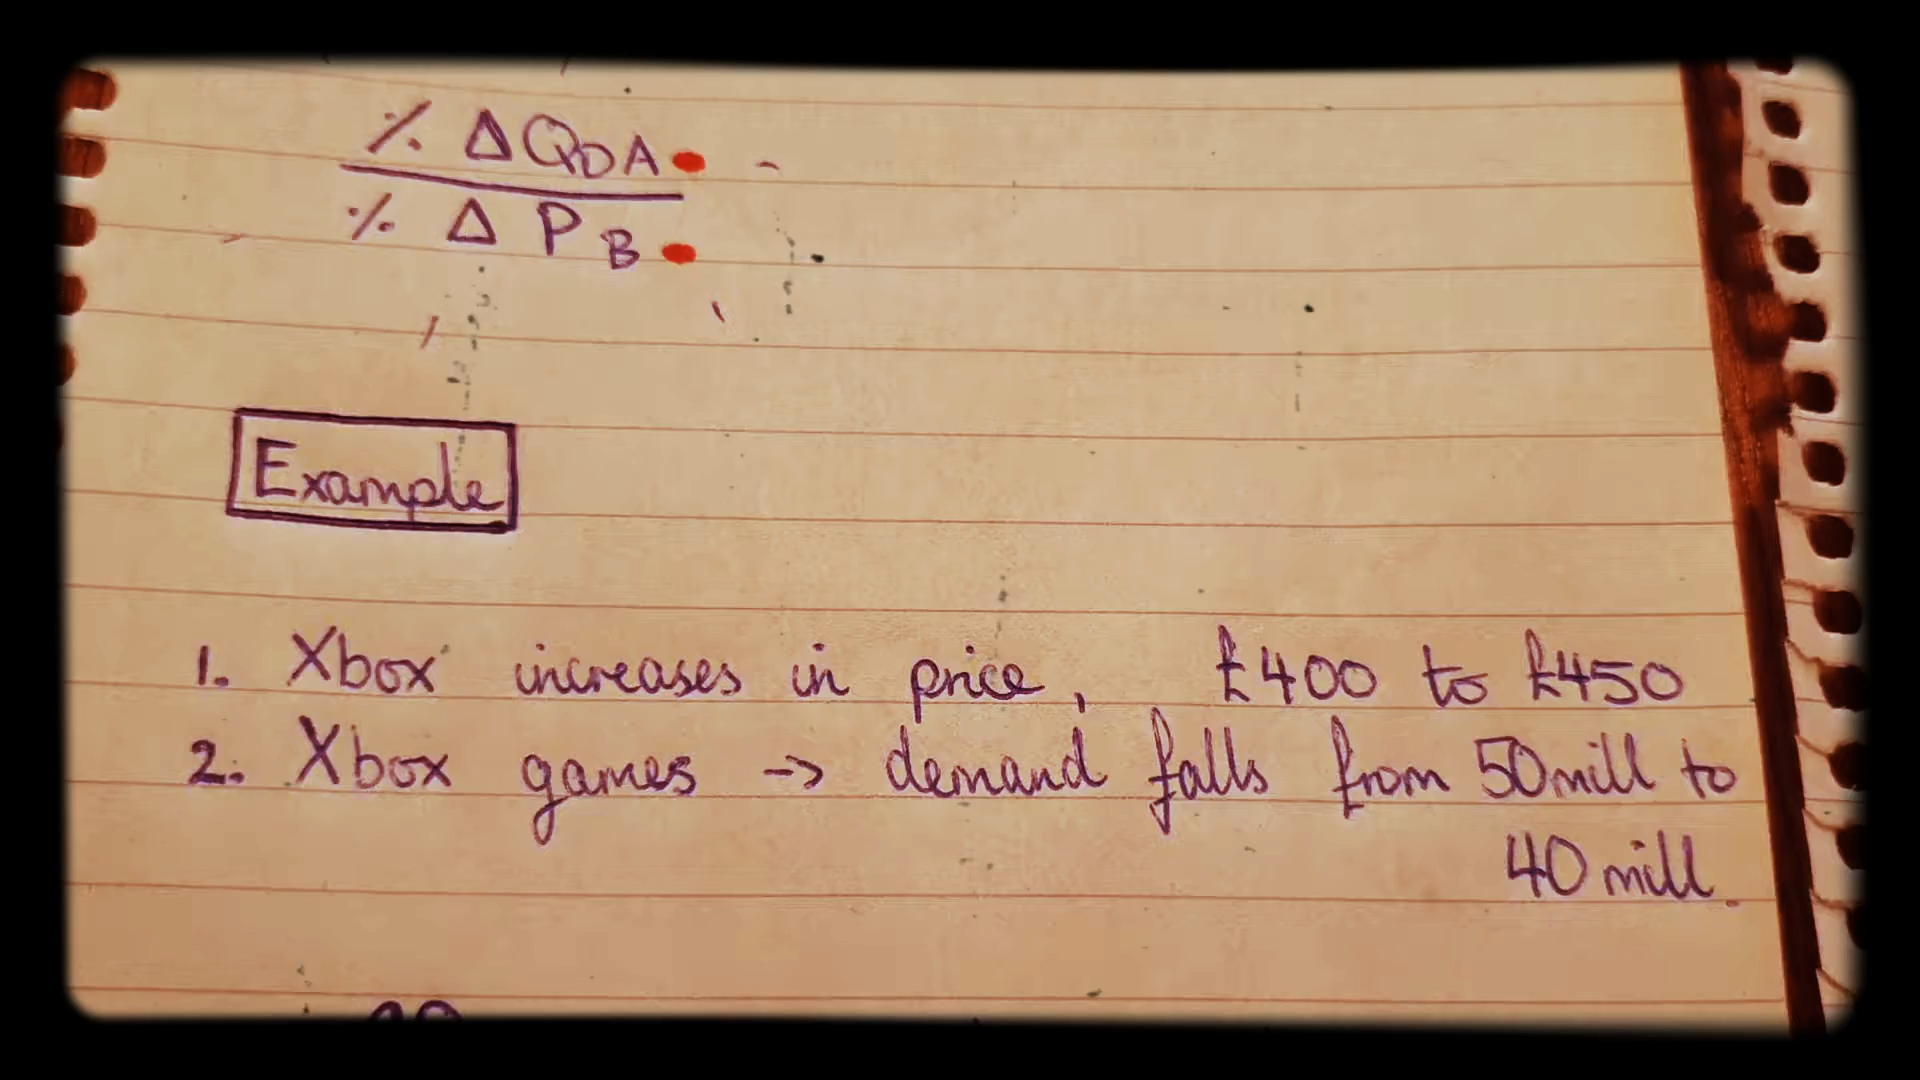 % ΔQDA
% Δ P B
Example
1. Xbox increases in price, £400 to £450
2. Xbox games -> demand falls from 50mill to
40 mill.